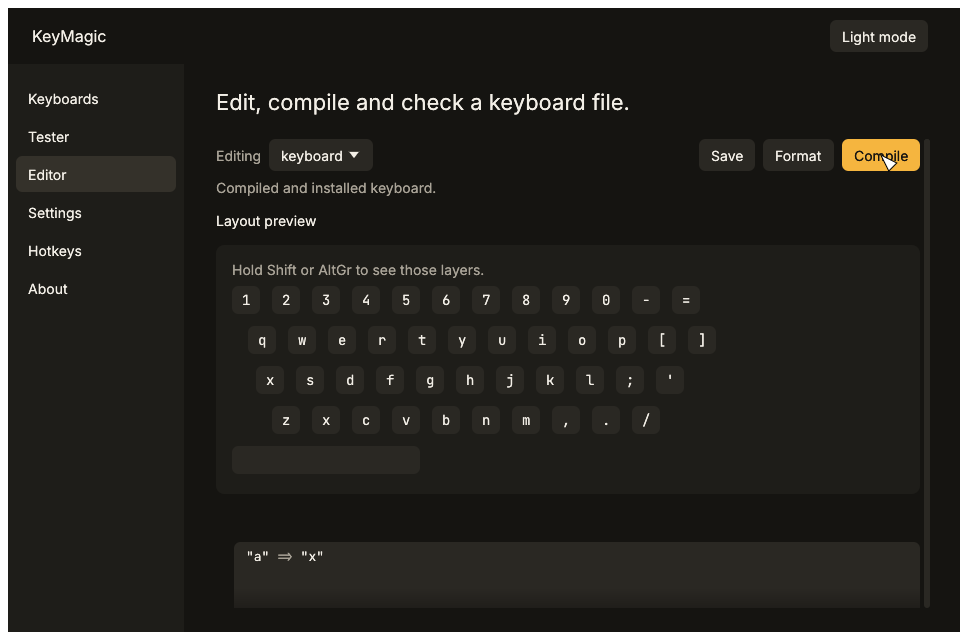 KeyMagic
Light mode
Keyboards
Tester
Editor
Settings
Hotkeys
About
Edit, compile and check a keyboard file.
Editing keyboard Save Format Compile
Compiled and installed keyboard.
Layout preview
Hold Shift or AltGr to see those layers.
1 2 3 4 5 6 7 8 9 0 - =
q w e r t y u i o p [ ]
x s d f g h j k l ; '
z x c v b n m , . /
"a" => "x"